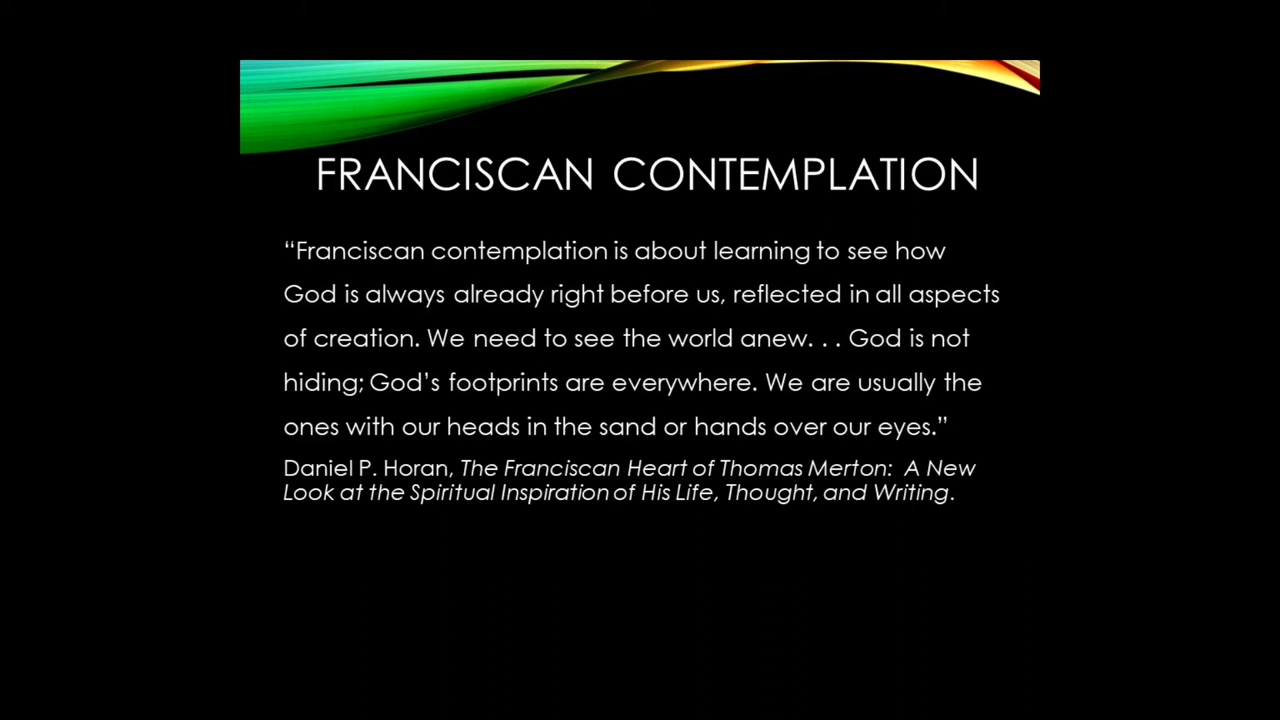 FRANCISCAN CONTEMPLATION
“Franciscan contemplation is about learning to see how
God is always already right before us, reflected in all aspects
of creation. We need to see the world anew. . . God is not
hiding; God’s footprints are everywhere. We are usually the
ones with our heads in the sand or hands over our eyes.”
Daniel P. Horan, The Franciscan Heart of Thomas Merton:  A New
Look at the Spiritual Inspiration of His Life, Thought, and Writing.